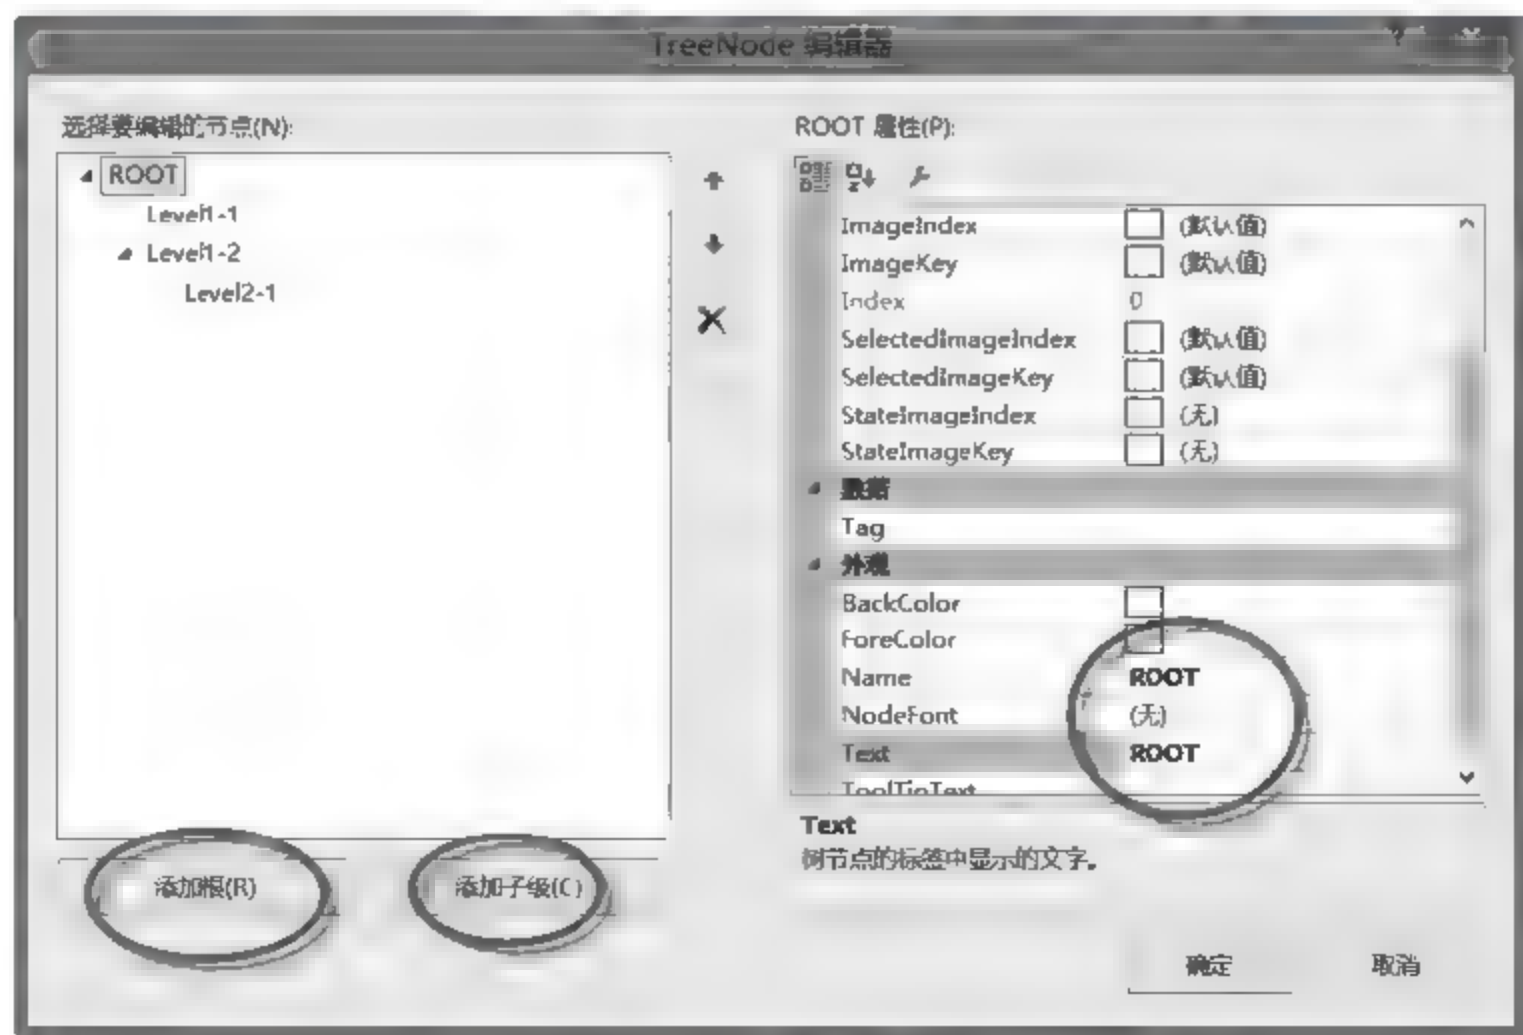 TreeNode 编辑器
选择要编辑的节点(N):
ROOT
Level1-1
Level1-2
Level2-1
添加根(R)
添加子级(C)
ROOT 属性(P):
ImageIndex (默认值)
ImageKey (默认值)
Index 0
SelectedImageIndex (默认值)
SelectedImageKey (默认值)
StateImageIndex (无)
StateImageKey (无)
数据
Tag
外观
BackColor
ForeColor
Name ROOT
NodeFont (无)
Text ROOT
ToolTipText
Text
树节点的标签中显示的文字。
确定
取消